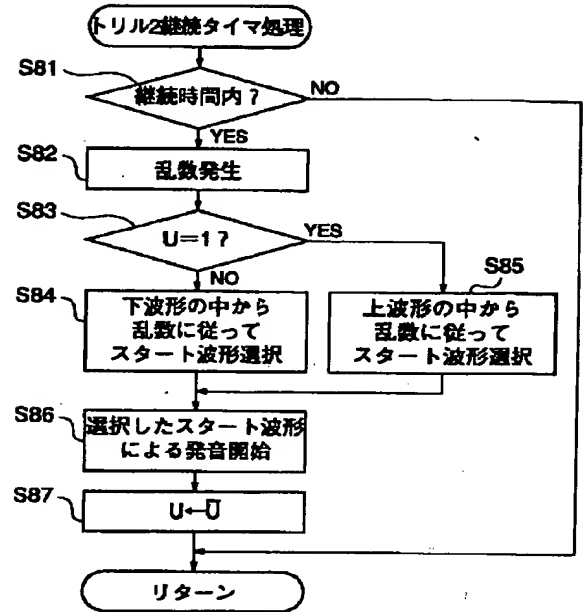 トリル2継続タイマ処理
S81
継続時間内?
NO
YES
S82
乱数発生
S83
U=1?
YES
NO
S84
下波形の中から
乱数に従って
スタート波形選択
S85
上波形の中から
乱数に従って
スタート波形選択
S86
選択したスタート波形
による発音開始
S87
U←U̅
リターン